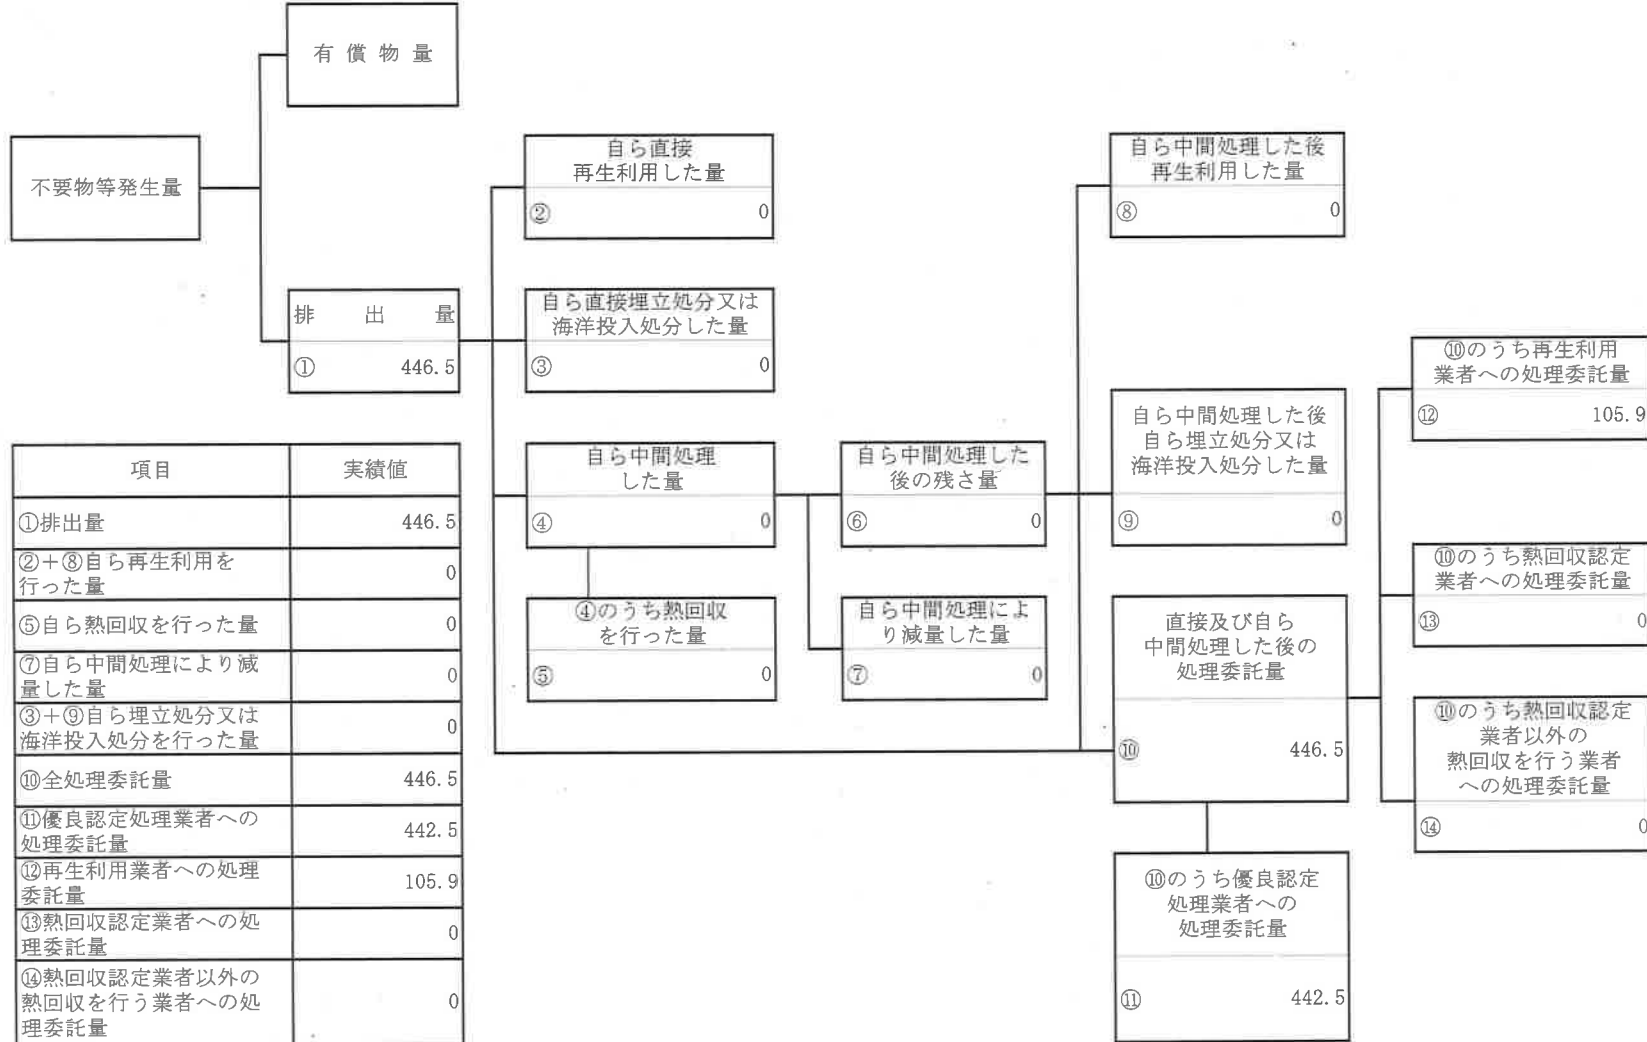 有 償 物 量
不要物等発生量
排 出 量
① 446.5
自ら直接
再生利用した量
② 0
自ら直接埋立処分又は
海洋投入処分した量
③ 0
自ら中間処理
した量
④ 0
④のうち熱回収
を行った量
⑤ 0
自ら中間処理した
後の残さ量
⑥ 0
自ら中間処理によ
り減量した量
⑦ 0
自ら中間処理した後
再生利用した量
⑧ 0
自ら中間処理した後
自ら埋立処分又は
海洋投入処分した量
⑨ 0
直接及び自ら
中間処理した後の
処理委託量
⑩ 446.5
⑩のうち優良認定
処理業者への
処理委託量
⑪ 442.5
⑩のうち再生利用
業者への処理委託量
⑫ 105.9
⑩のうち熱回収認定
業者への処理委託量
⑬ 0
⑩のうち熱回収認定
業者以外の
熱回収を行う業者
への処理委託量
⑭ 0
項目 実績値
①排出量 446.5
②+⑧自ら再生利用を
行った量 0
⑤自ら熱回収を行った量 0
⑦自ら中間処理により減
量した量 0
③+⑨自ら埋立処分又は
海洋投入処分を行った量 0
⑩全処理委託量 446.5
⑪優良認定処理業者への
処理委託量 442.5
⑫再生利用業者への処理
委託量 105.9
⑬熱回収認定業者への処
理委託量 0
⑭熱回収認定業者以外の
熱回収を行う業者への処
理委託量 0